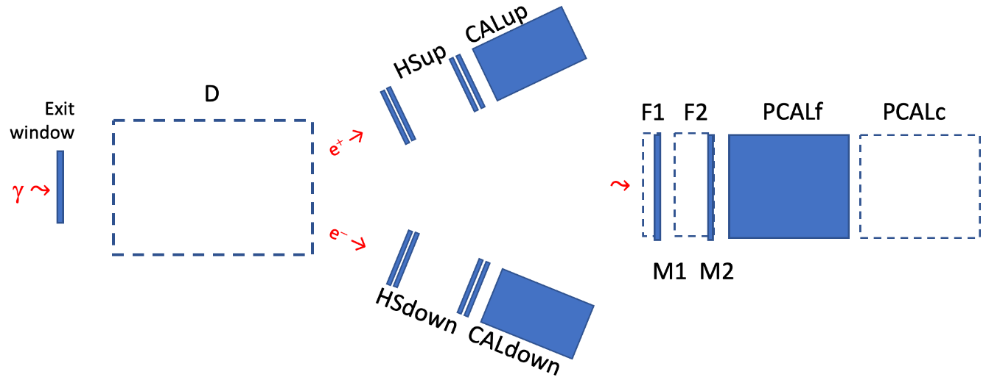 CALup
HSup
D
Exit
window
F1
F2
PCALf
PCALc
e⁺ →
γ ⤳
⤳
e⁻ →
M1
M2
HSdown
CALdown